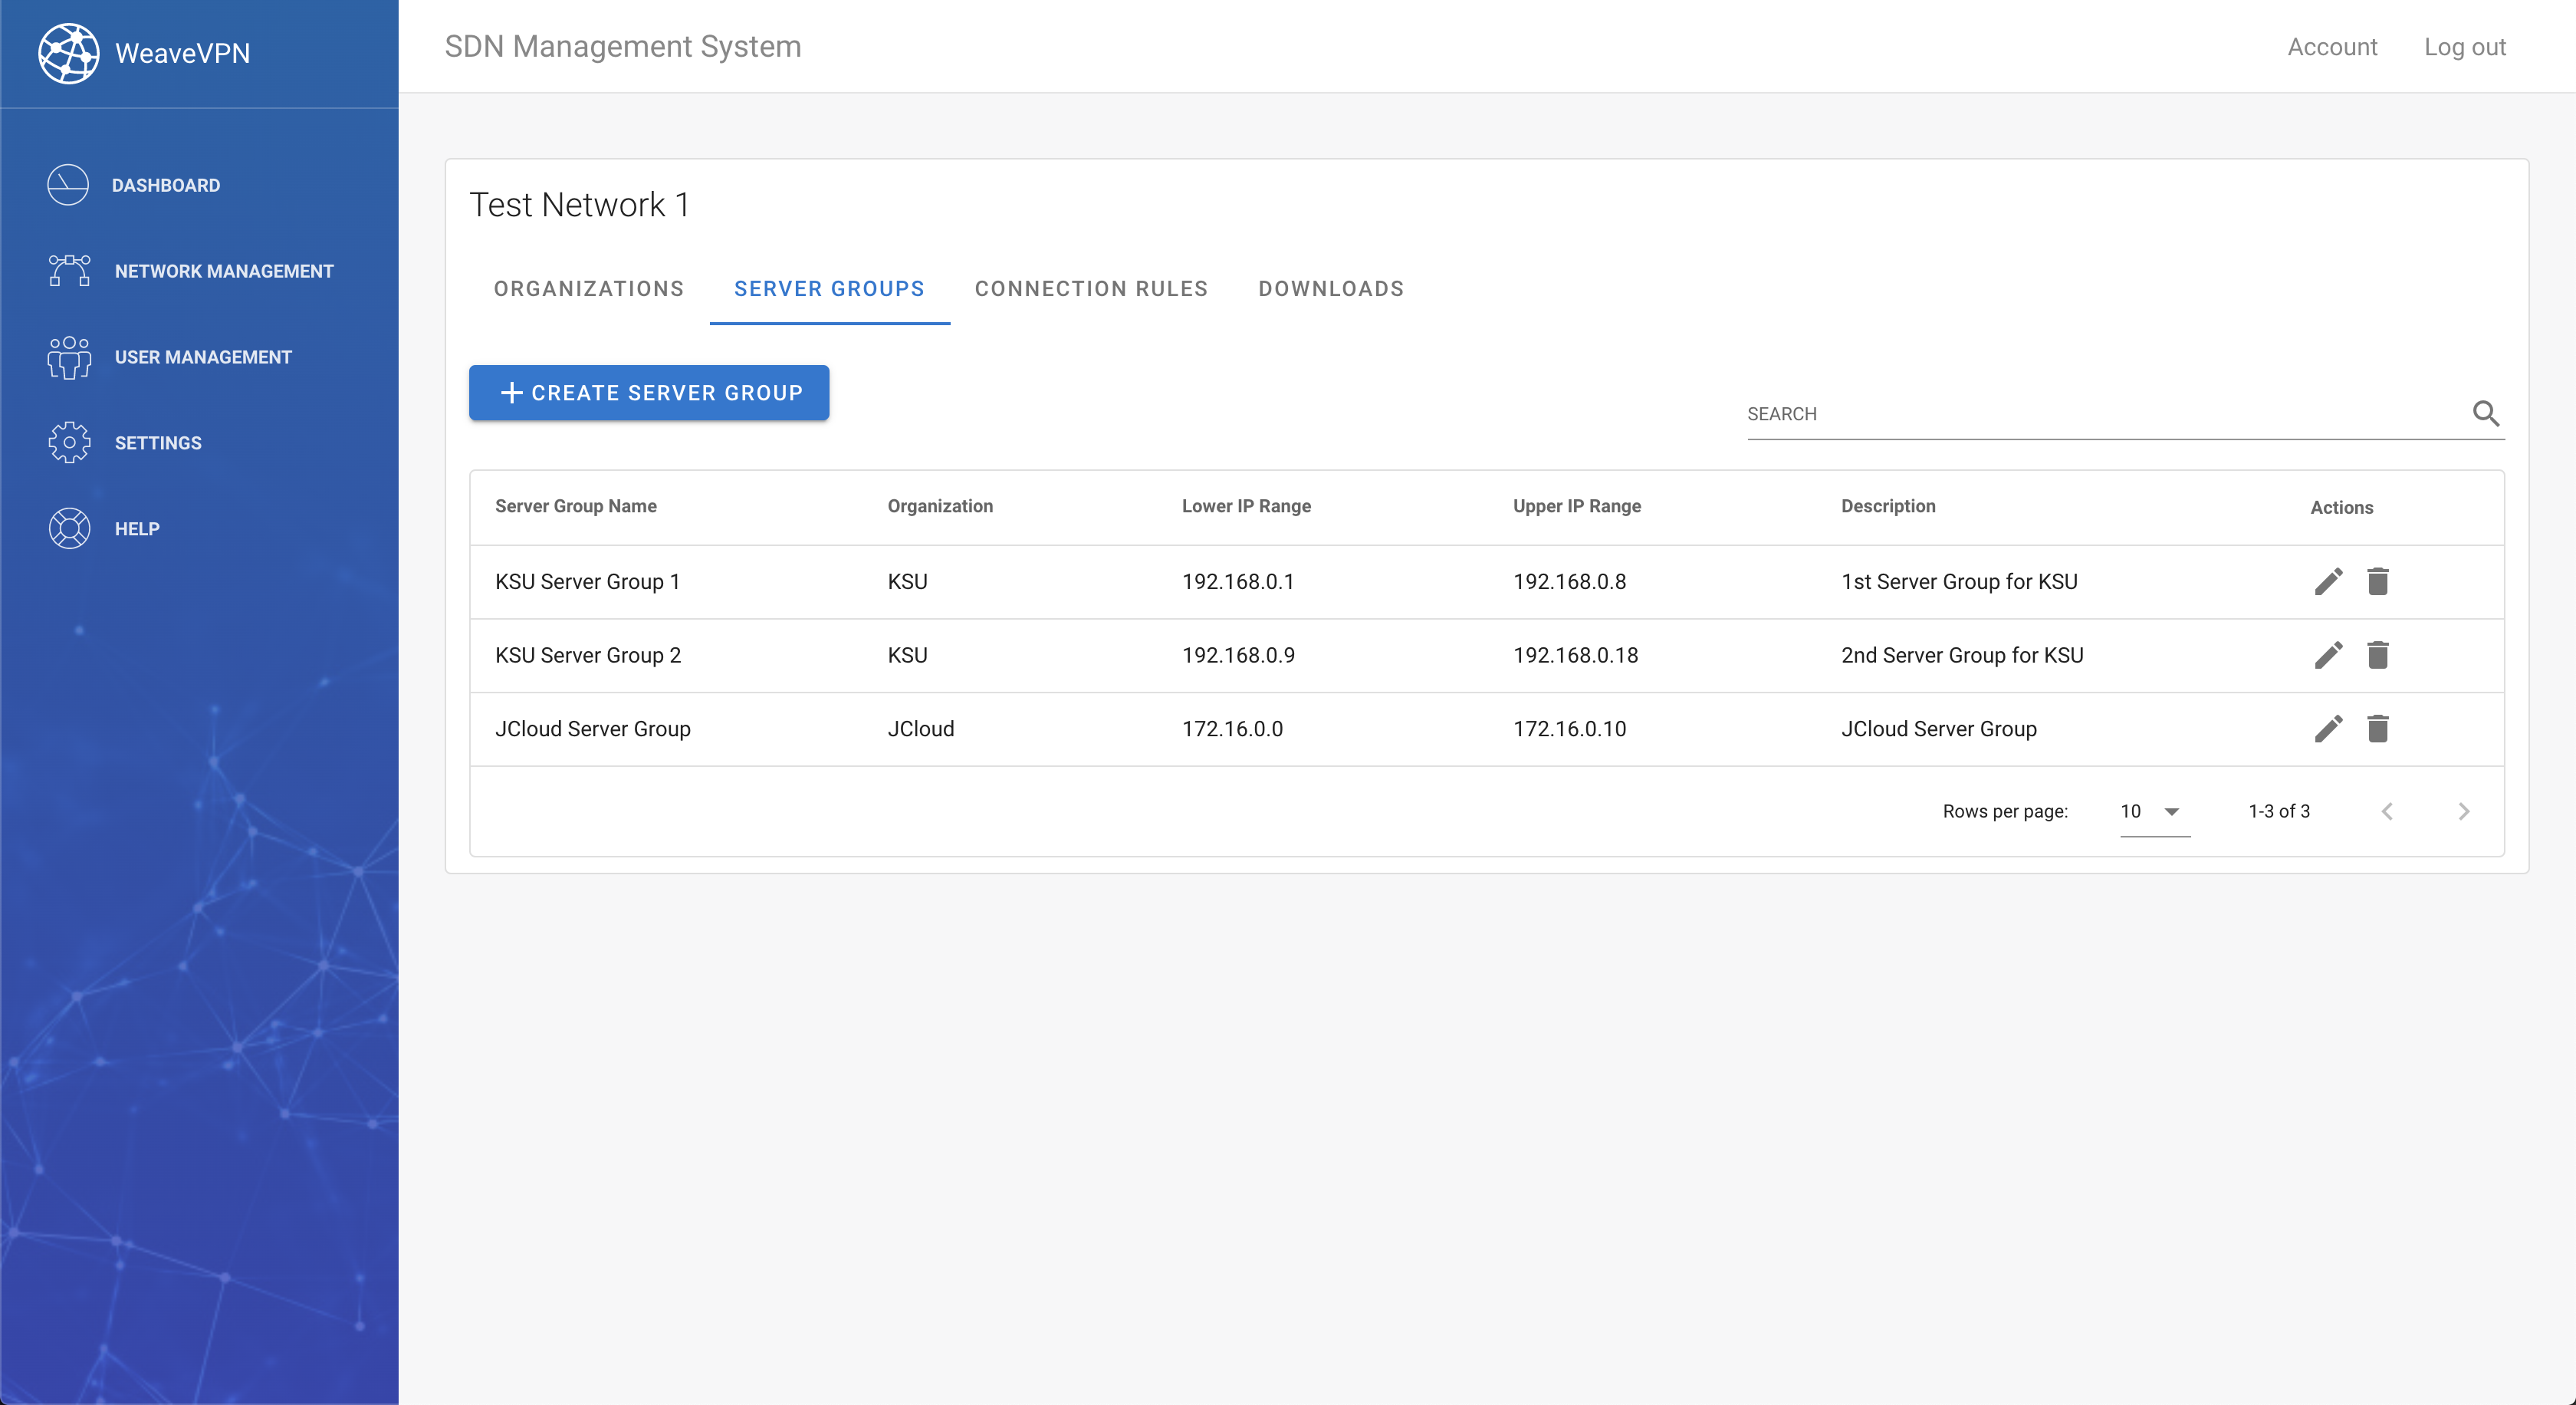 WeaveVPN
SDN Management System
Account
Log out
DASHBOARD
NETWORK MANAGEMENT
USER MANAGEMENT
SETTINGS
HELP
Test Network 1
ORGANIZATIONS SERVER GROUPS CONNECTION RULES DOWNLOADS
CREATE SERVER GROUP
SEARCH
Server Group Name Organization Lower IP Range Upper IP Range Description Actions
KSU Server Group 1 KSU 192.168.0.1 192.168.0.8 1st Server Group for KSU
KSU Server Group 2 KSU 192.168.0.9 192.168.0.18 2nd Server Group for KSU
JCloud Server Group JCloud 172.16.0.0 172.16.0.10 JCloud Server Group
Rows per page: 10 1-3 of 3